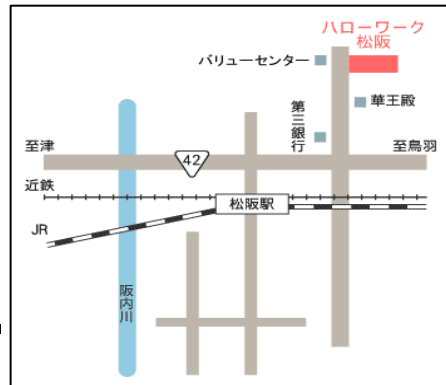 ハローワーク
松阪
バリューセンター
華王殿
第三銀行
至津
42
至鳥羽
近鉄
松阪駅
JR
阪内川